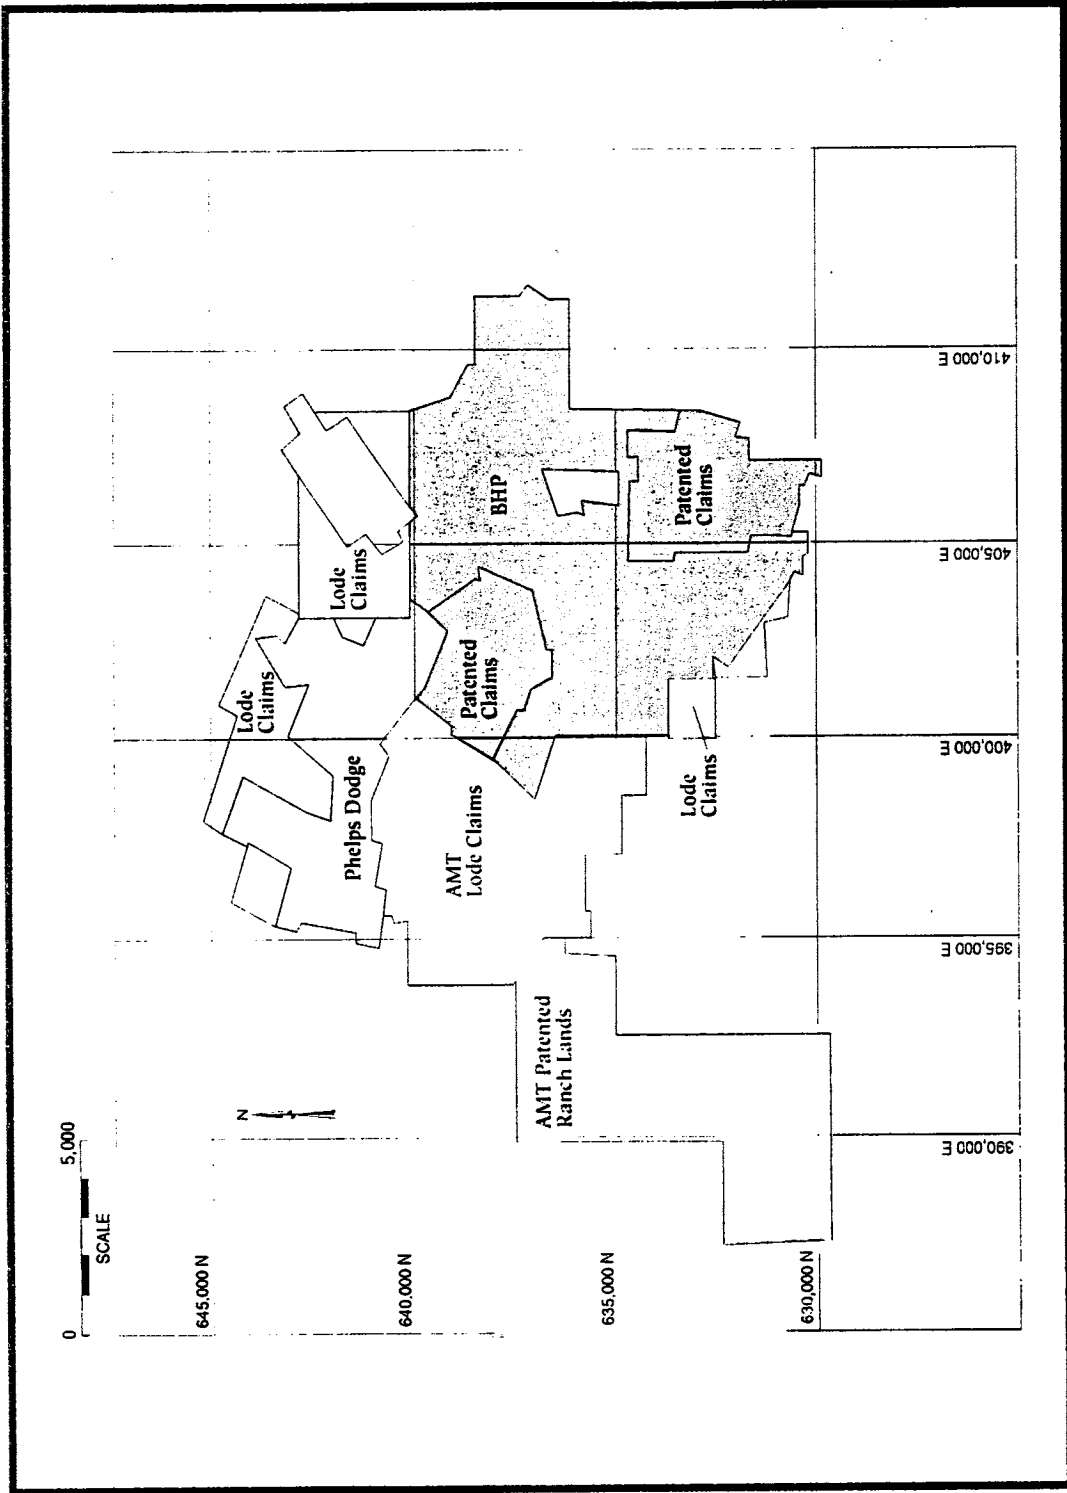 0
5,000
SCALE
N
645,000 N
640,000 N
635,000 N
630,000 N
390,000 E
395,000 E
400,000 E
405,000 E
410,000 E
Lode
Claims
Lode
Claims
Phelps Dodge
AMT
Lode Claims
Patented
Claims
BHP
Patented
Claims
Lode
Claims
AMT Patented
Ranch Lands